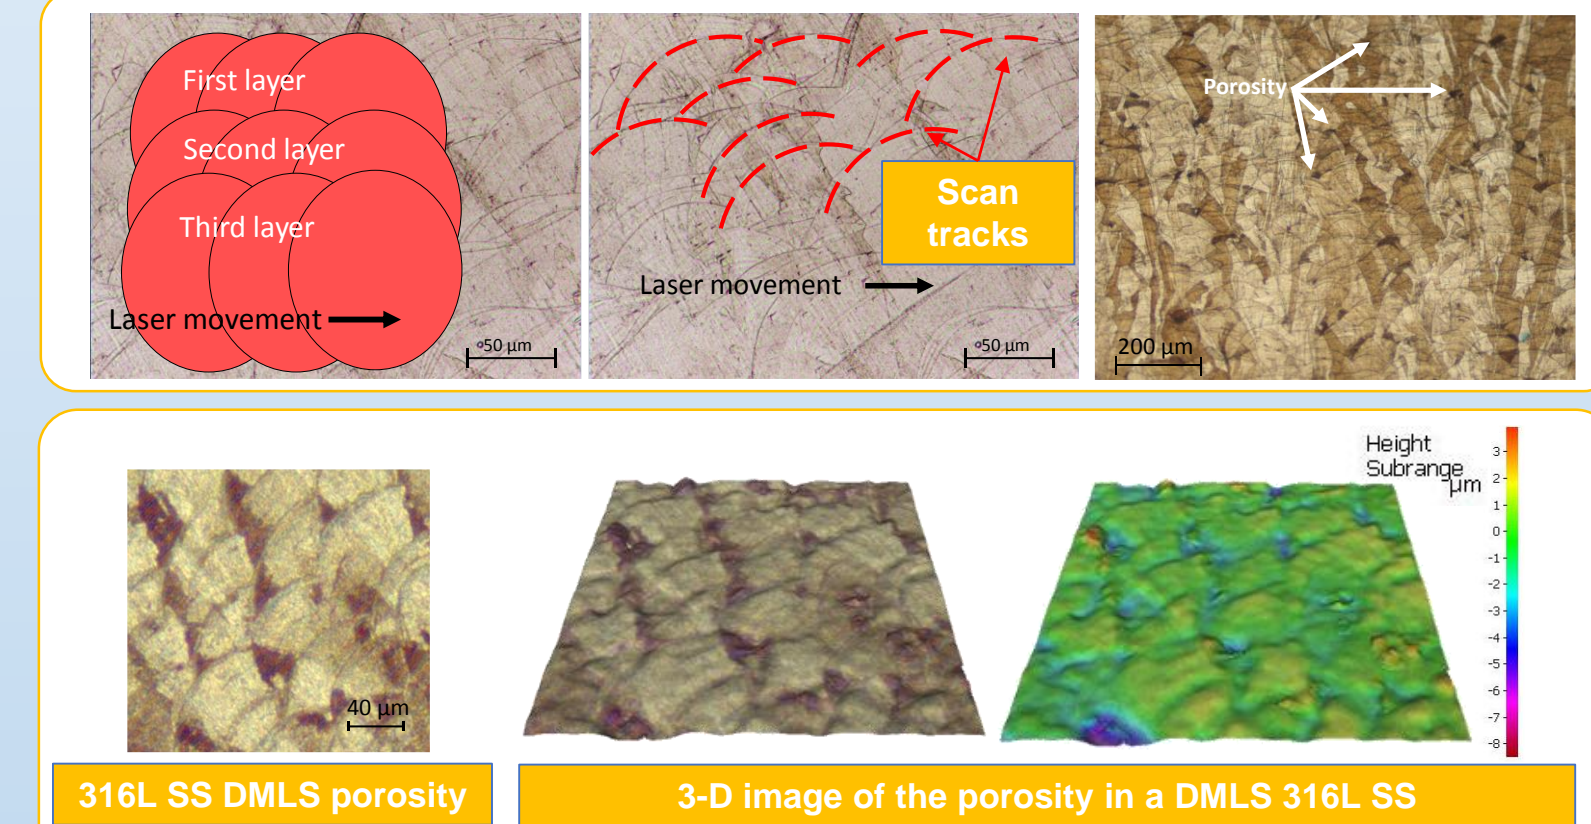 First layer
Second layer
Third layer
Laser movement
50 µm
Scan
tracks
Laser movement
50 µm
Porosity
200 µm
40 µm
Height
Subrange
µm
3
2
1
0
-1
-2
-3
-4
-5
-6
-7
-8
316L SS DMLS porosity
3-D image of the porosity in a DMLS 316L SS